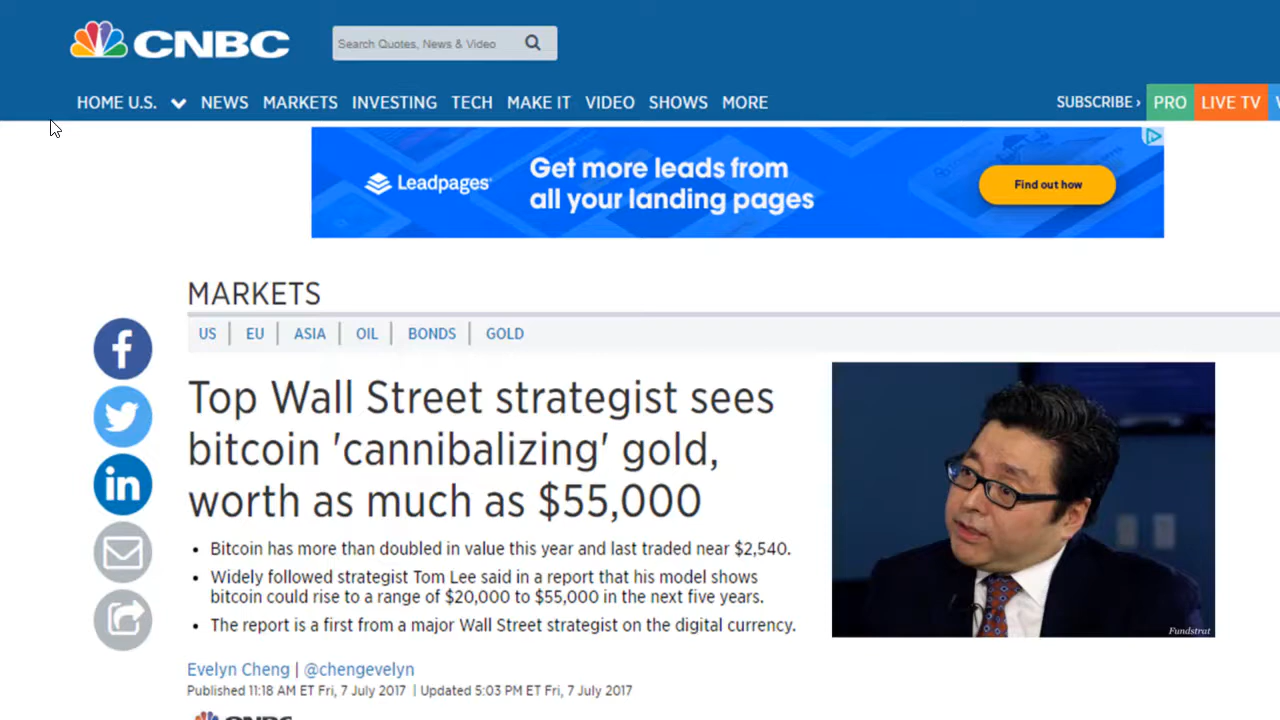 CNBC
Search Quotes, News & Video
HOME U.S. NEWS MARKETS INVESTING TECH MAKE IT VIDEO SHOWS MORE SUBSCRIBE › PRO LIVE TV
Leadpages
Get more leads from
all your landing pages
Find out how
MARKETS
US | EU | ASIA | OIL | BONDS | GOLD
Top Wall Street strategist sees
bitcoin 'cannibalizing' gold,
worth as much as $55,000
• Bitcoin has more than doubled in value this year and last traded near $2,540.
• Widely followed strategist Tom Lee said in a report that his model shows
bitcoin could rise to a range of $20,000 to $55,000 in the next five years.
• The report is a first from a major Wall Street strategist on the digital currency.
Fundstrat
Evelyn Cheng | @chengevelyn
Published 11:18 AM ET Fri, 7 July 2017 | Updated 5:03 PM ET Fri, 7 July 2017
CNBC